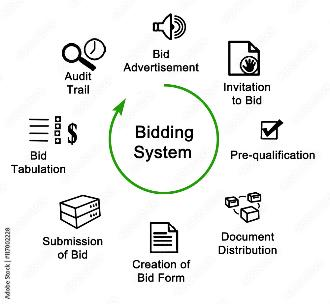 Bid
Advertisement
Invitation
to Bid
Pre-qualification
Document
Distribution
Creation of
Bid Form
Submission
of Bid
Bid
Tabulation
$
Audit
Trail
Bidding
System